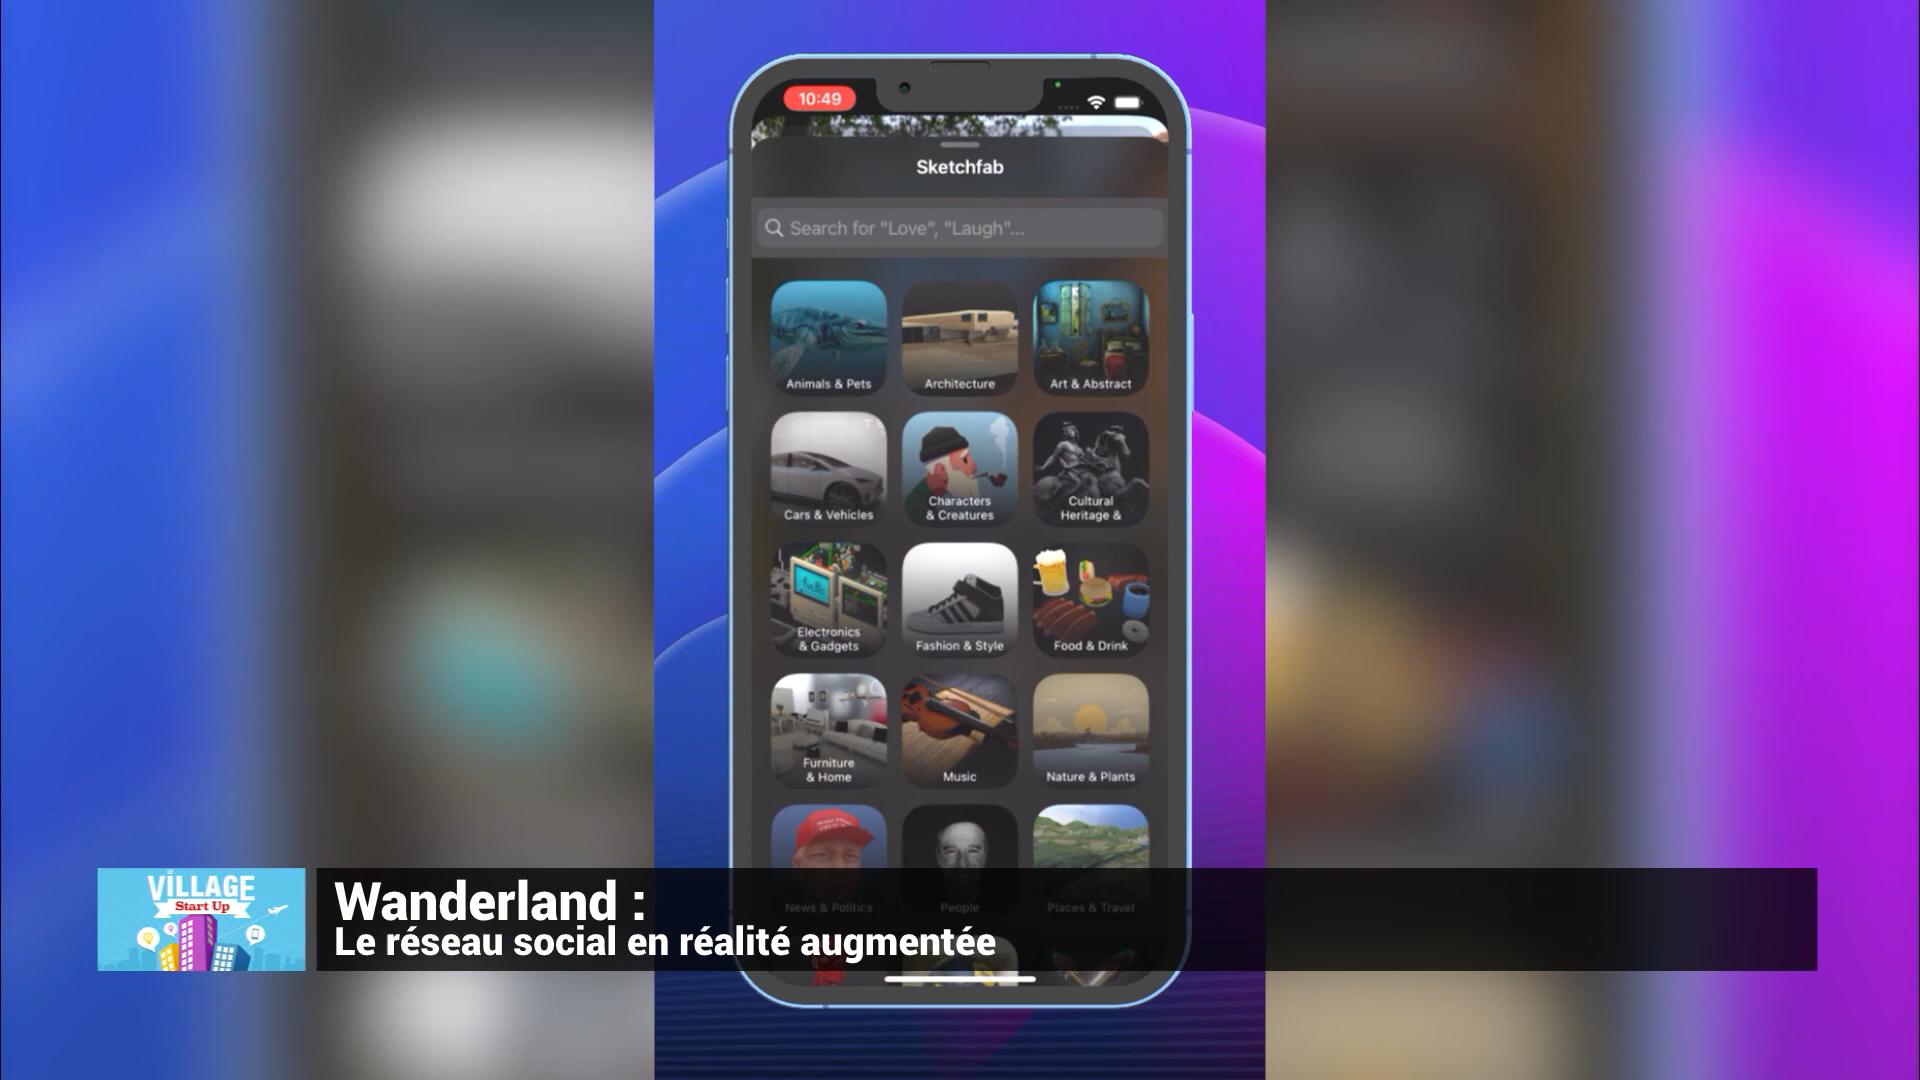 10:49
Sketchfab
Search for "Love", "Laugh"...
Animals & Pets
Architecture
Art & Abstract
Cars & Vehicles
Characters
& Creatures
Cultural
Heritage &
Electronics
& Gadgets
Fashion & Style
Food & Drink
Furniture
& Home
Music
Nature & Plants
News & Politics
People
Places & Travel
LE
VILLAGE
Start Up
Wanderland :
Le réseau social en réalité augmentée